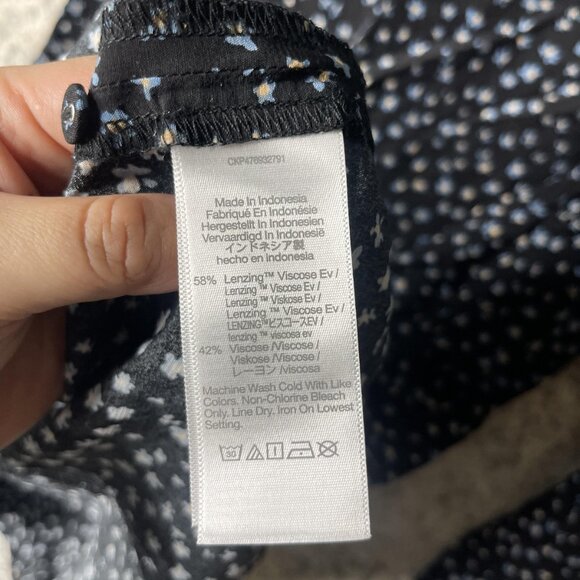 CKP476932791
Made In Indonesia
Fabriqué En Indonésie
Hergestellt In Indonesien
Vervaardigd In Indonesië
インドネシア製
hecho en Indonesia
58% Lenzing™ Viscose Ev /
Lenzing ™ Viscose Ev /
Lenzing ™ Viskose Ev /
Lenzing ™ Viscose Ev /
LENZING™ビスコースEV /
lenzing ™ viscosa ev
42% Viscose /Viscose /
Viskose /Viscose /
レーヨン /viscosa
Machine Wash Cold With Like
Colors. Non-Chlorine Bleach
Only. Line Dry. Iron On Lowest
Setting.
30